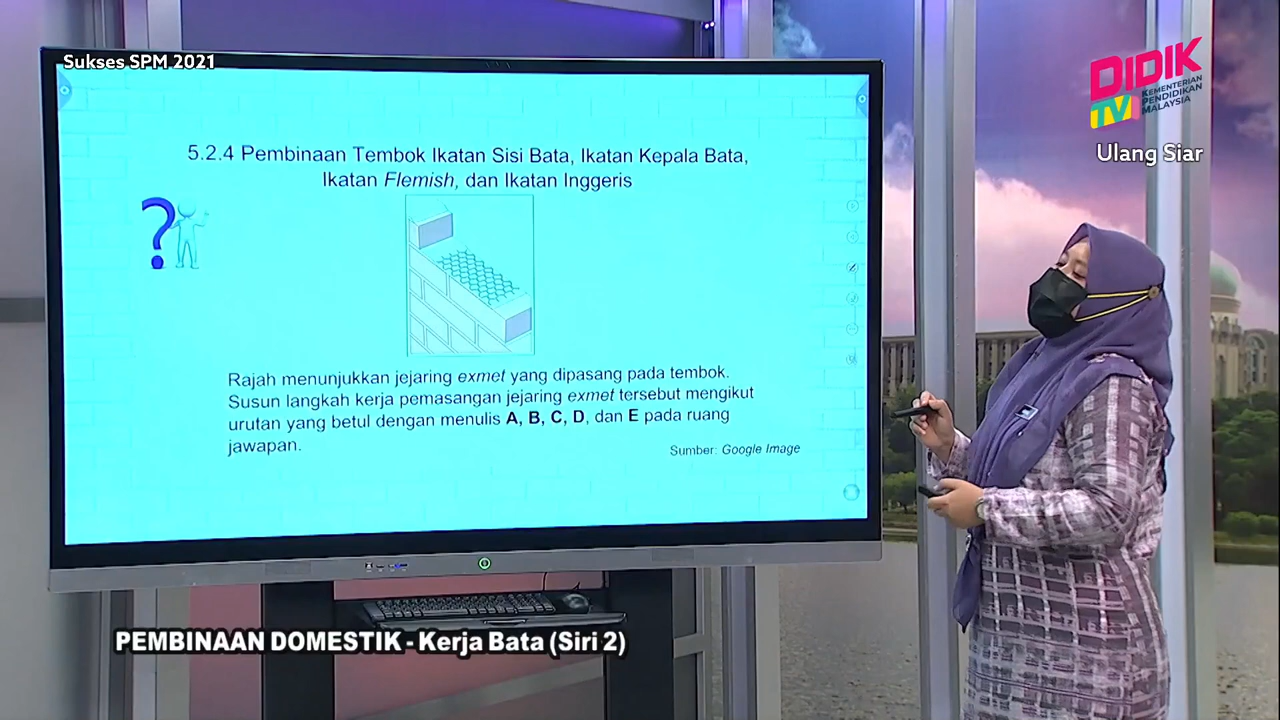 Sukses SPM 2021
DIDIK
TV
KEMENTERIAN
PENDIDIKAN
MALAYSIA
Ulang Siar
5.2.4 Pembinaan Tembok Ikatan Sisi Bata, Ikatan Kepala Bata,
Ikatan Flemish, dan Ikatan Inggeris
?
Rajah menunjukkan jejaring exmet yang dipasang pada tembok.
Susun langkah kerja pemasangan jejaring exmet tersebut mengikut
urutan yang betul dengan menulis A, B, C, D, dan E pada ruang
jawapan.
Sumber: Google Image
PEMBINAAN DOMESTIK - Kerja Bata (Siri 2)